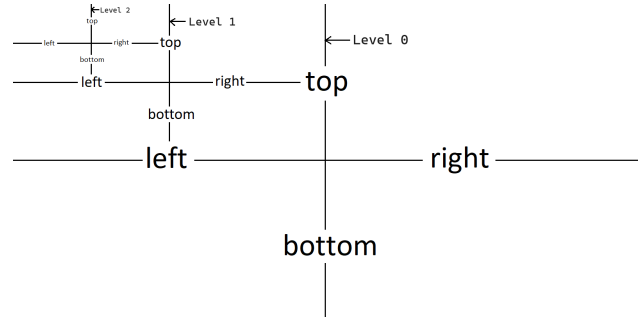 Level 2
top
Level 1
left
right
top
Level 0
bottom
left
right
top
bottom
left
right
bottom